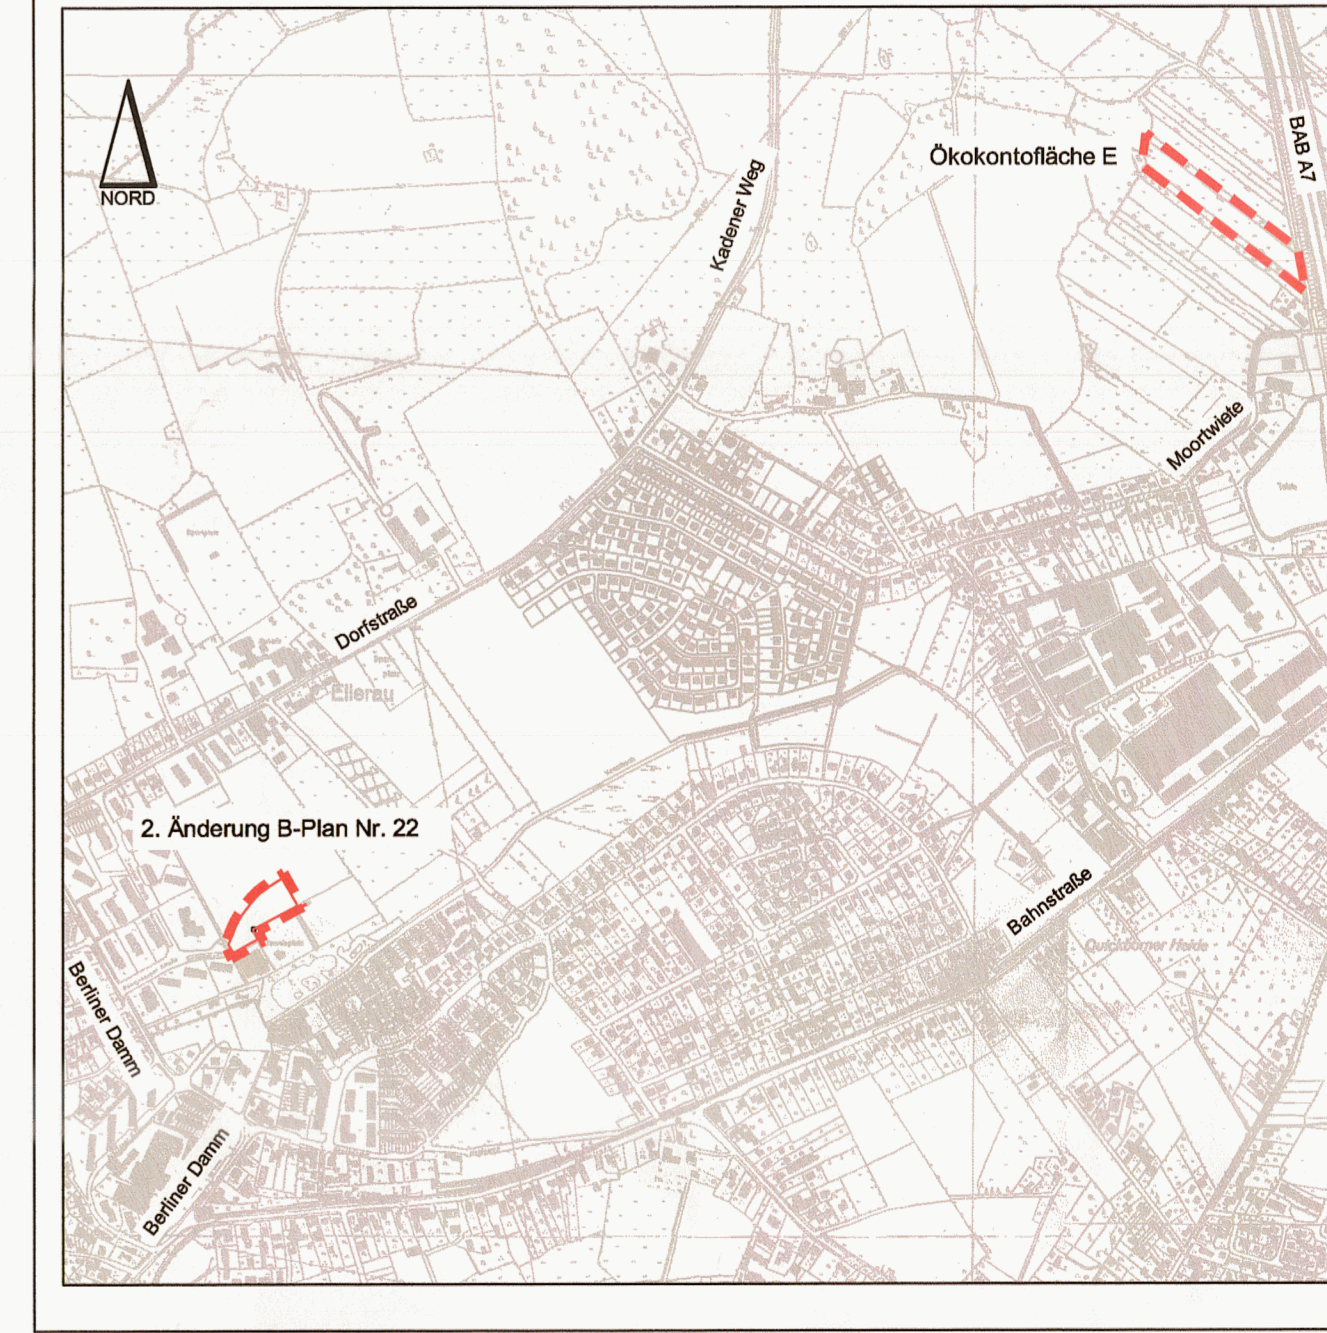 BAB A7
Ökokontofläche E
NORD
Kadener Weg
Moortwiete
Dorfstraße
Ellerau
2. Änderung B-Plan Nr. 22
Bahnstraße
Quickborner Heide
Berliner Damm
Berliner Damm